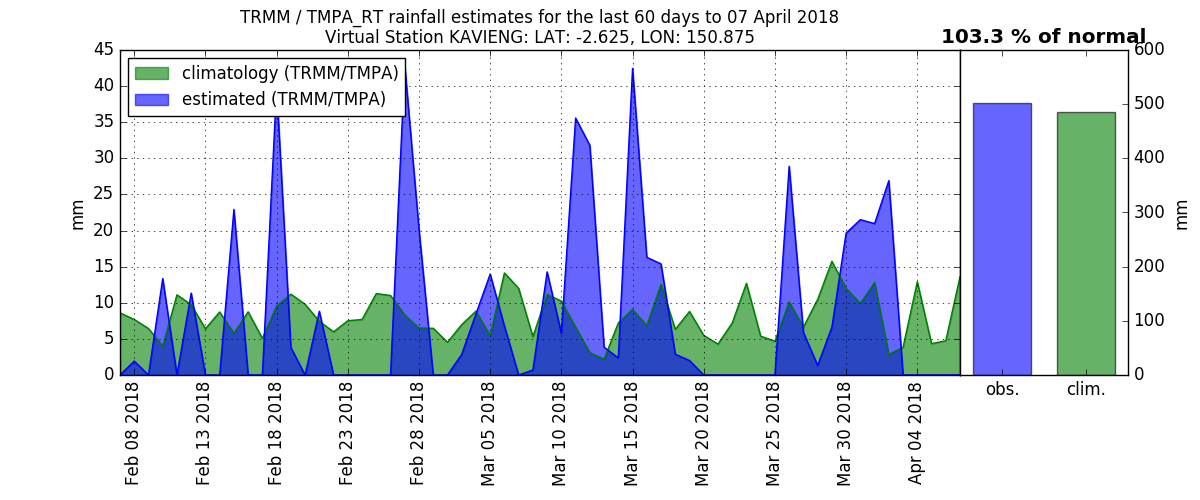 TRMM / TMPA_RT rainfall estimates for the last 60 days to 07 April 2018
Virtual Station KAVIENG: LAT: -2.625, LON: 150.875
103.3 % of normal
climatology (TRMM/TMPA)
estimated (TRMM/TMPA)
mm
45
40
35
30
25
20
15
10
5
0
Feb 08 2018
Feb 13 2018
Feb 18 2018
Feb 23 2018
Feb 28 2018
Mar 05 2018
Mar 10 2018
Mar 15 2018
Mar 20 2018
Mar 25 2018
Mar 30 2018
Apr 04 2018
obs.
clim.
600
500
400
300
200
100
0
mm